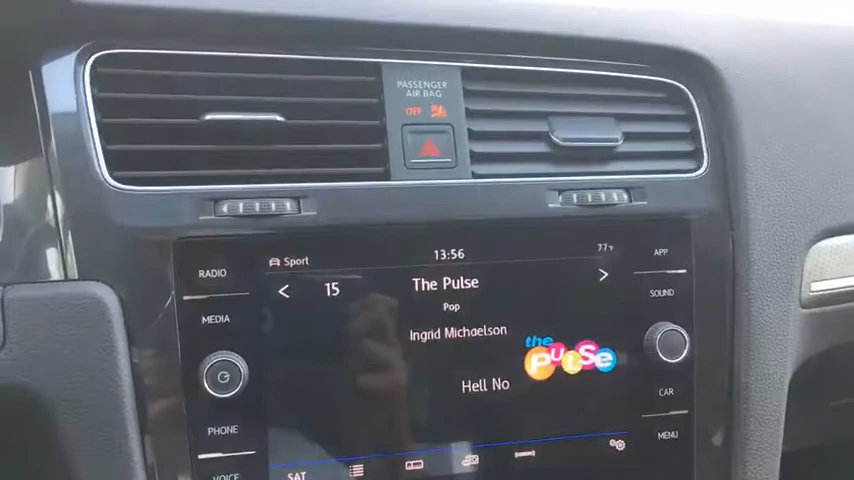 PASSENGER
AIR BAG
OFF
Sport
13:56
77°F
RADIO
APP
15
The Pulse
Pop
SOUND
MEDIA
Ingrid Michaelson
the
PULSE
Hell No
CAR
PHONE
MENU
VOICE
SAT